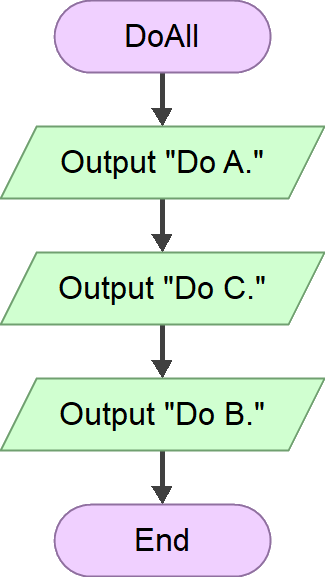 DoAll
Output "Do A."
Output "Do C."
Output "Do B."
End